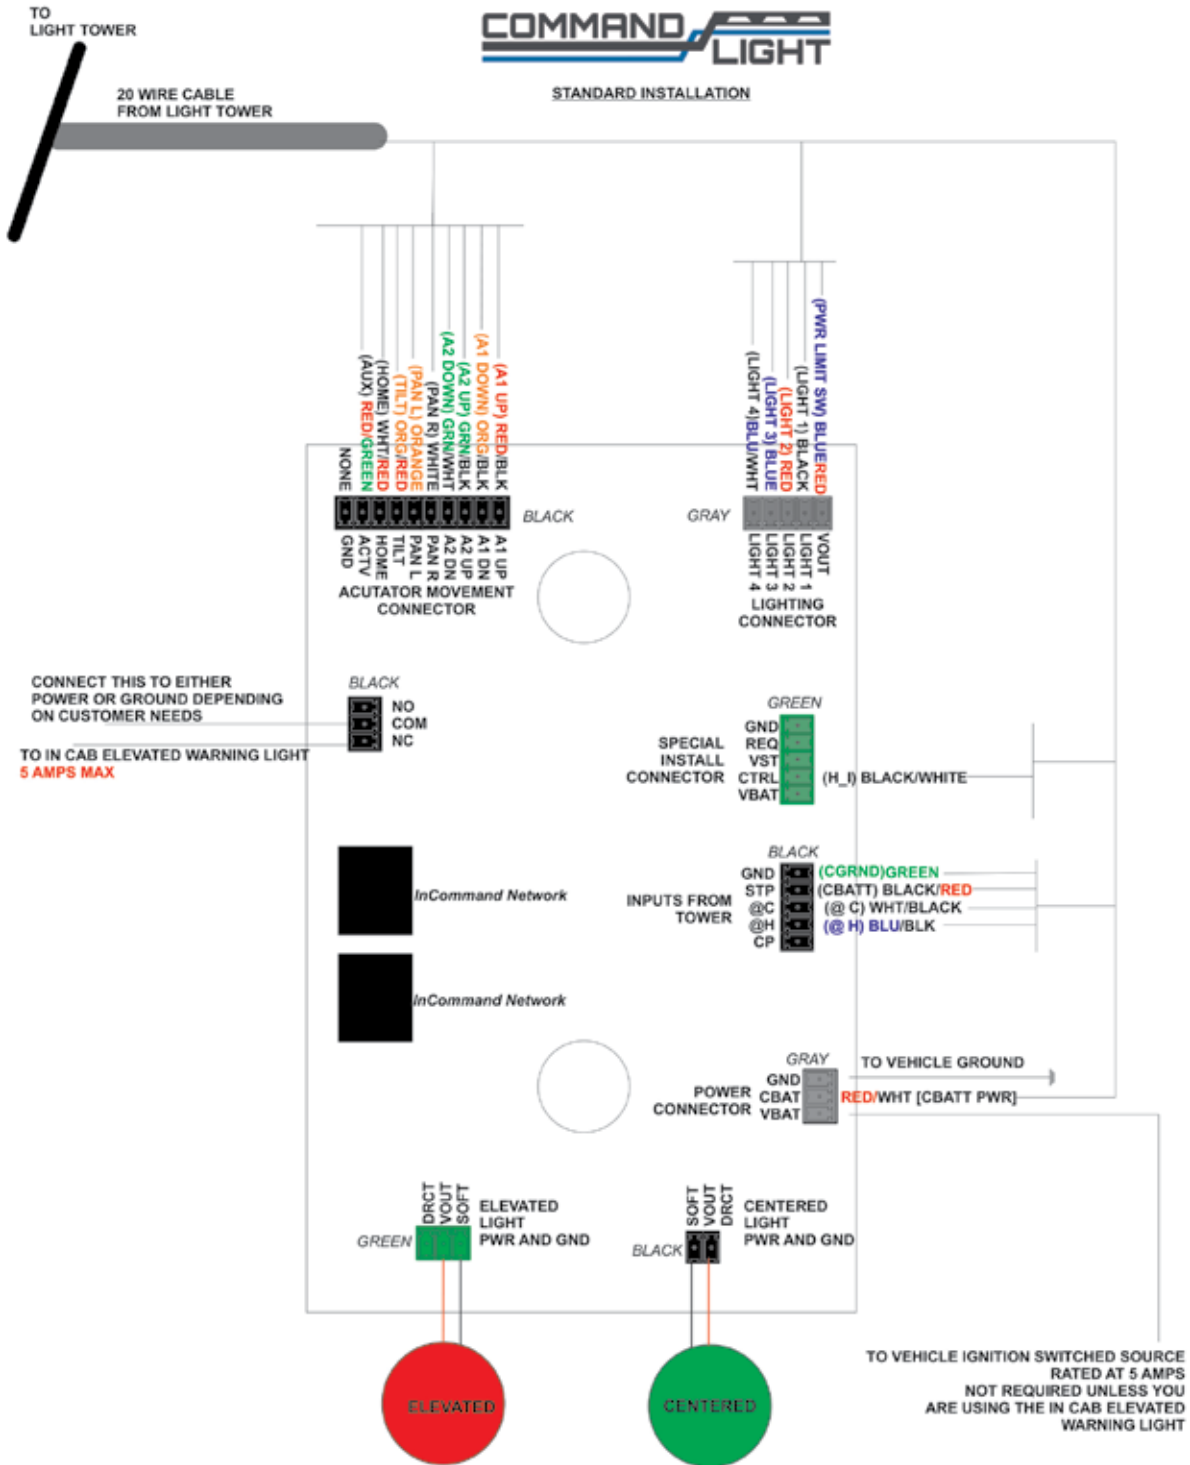 TO
LIGHT TOWER
COMMAND
LIGHT
STANDARD INSTALLATION
20 WIRE CABLE
FROM LIGHT TOWER
NONE
(AUX) RED/GREEN
(HOME) WHT/RED
(TILT) ORG/RED
(PAN L) ORANGE
(PAN R) WHITE
(A2 DOWN) GRN/WHT
(A2 UP) GRN/BLK
(A1 DOWN) ORG/BLK
(A1 UP) RED/BLK
BLACK
GND
ACTV
HOME
TILT
PAN L
PAN R
A2 DN
A2 UP
A1 DN
A1 UP
ACUTATOR MOVEMENT
CONNECTOR
(LIGHT 4)BLU/WHT
(LIGHT 3) BLUE
(LIGHT 2) RED
(LIGHT 1) BLACK
(PWR LIMIT SW) BLUERED
GRAY
LIGHT 4
LIGHT 3
LIGHT 2
LIGHT 1
VOUT
LIGHTING
CONNECTOR
CONNECT THIS TO EITHER
POWER OR GROUND DEPENDING
ON CUSTOMER NEEDS
TO IN CAB ELEVATED WARNING LIGHT
5 AMPS MAX
BLACK
NO
COM
NC
GREEN
SPECIAL
INSTALL
CONNECTOR
GND
REQ
VST
CTRL
VBAT
(H_I) BLACK/WHITE
BLACK
INPUTS FROM
TOWER
GND
STP
@C
@H
CP
(CGRND)GREEN
(CBATT) BLACK/RED
(@ C) WHT/BLACK
(@ H) BLU/BLK
InCommand Network
InCommand Network
GRAY
POWER
CONNECTOR
GND
CBAT
VBAT
TO VEHICLE GROUND
RED/WHT [CBATT PWR]
DRCT
VOUT
SOFT
ELEVATED
LIGHT
PWR AND GND
GREEN
SOFT
VOUT
DRCT
CENTERED
LIGHT
PWR AND GND
BLACK
ELEVATED
CENTERED
TO VEHICLE IGNITION SWITCHED SOURCE
RATED AT 5 AMPS
NOT REQUIRED UNLESS YOU
ARE USING THE IN CAB ELEVATED
WARNING LIGHT